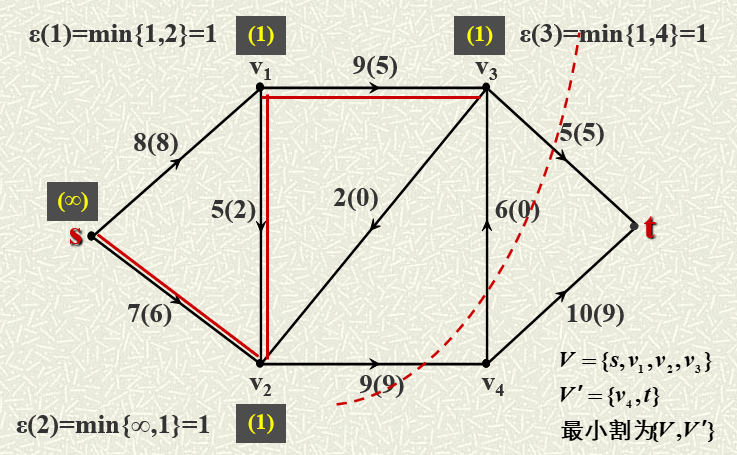 ε(1)=min{1,2}=1
(1)
(1)
ε(3)=min{1,4}=1
v1
9(5)
v3
8(8)
5(5)
(∞)
5(2)
2(0)
6(0)
s
t
7(6)
10(9)
v2
9(9)
v4
V = {s,v1,v2,v3}
V′ = {v4,t}
最小割为{V,V′}
ε(2)=min{∞,1}=1
(1)